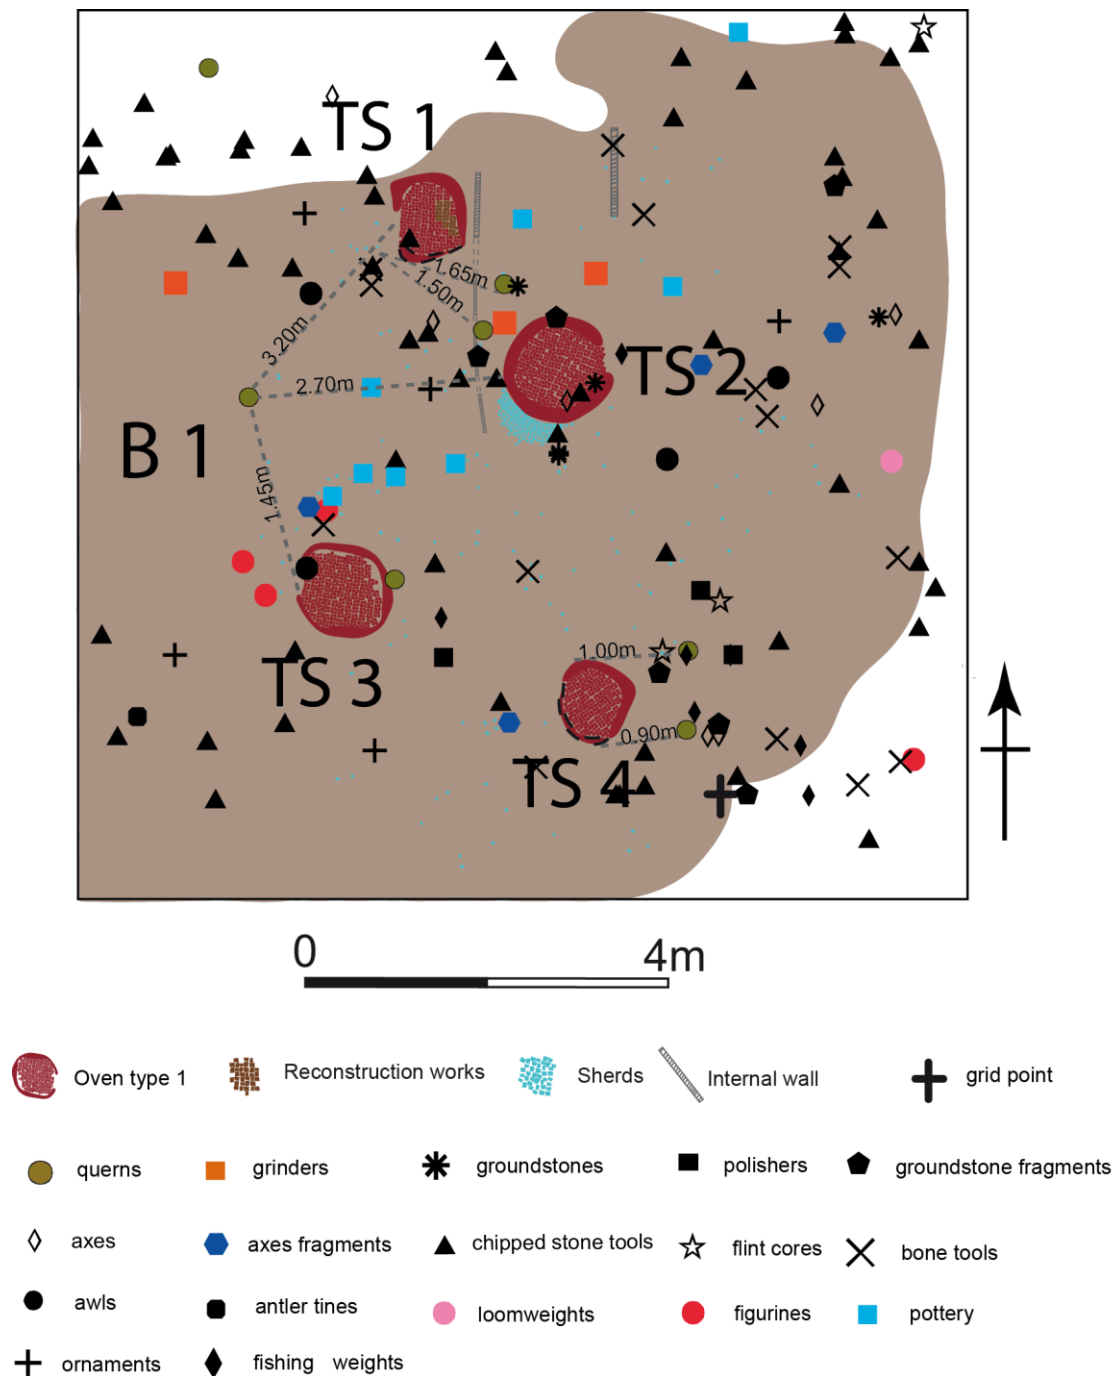 TS 1
1.65m
1.50m
3.20m
2.70m
TS 2
B 1
1.45m
TS 3
1.00m
0.90m
TS 4
0 4m
Oven type 1 Reconstruction works Sherds Internal wall grid point
querns grinders groundstones polishers groundstone fragments
axes axes fragments chipped stone tools flint cores bone tools
awls antler tines loomweights figurines pottery
ornaments fishing weights